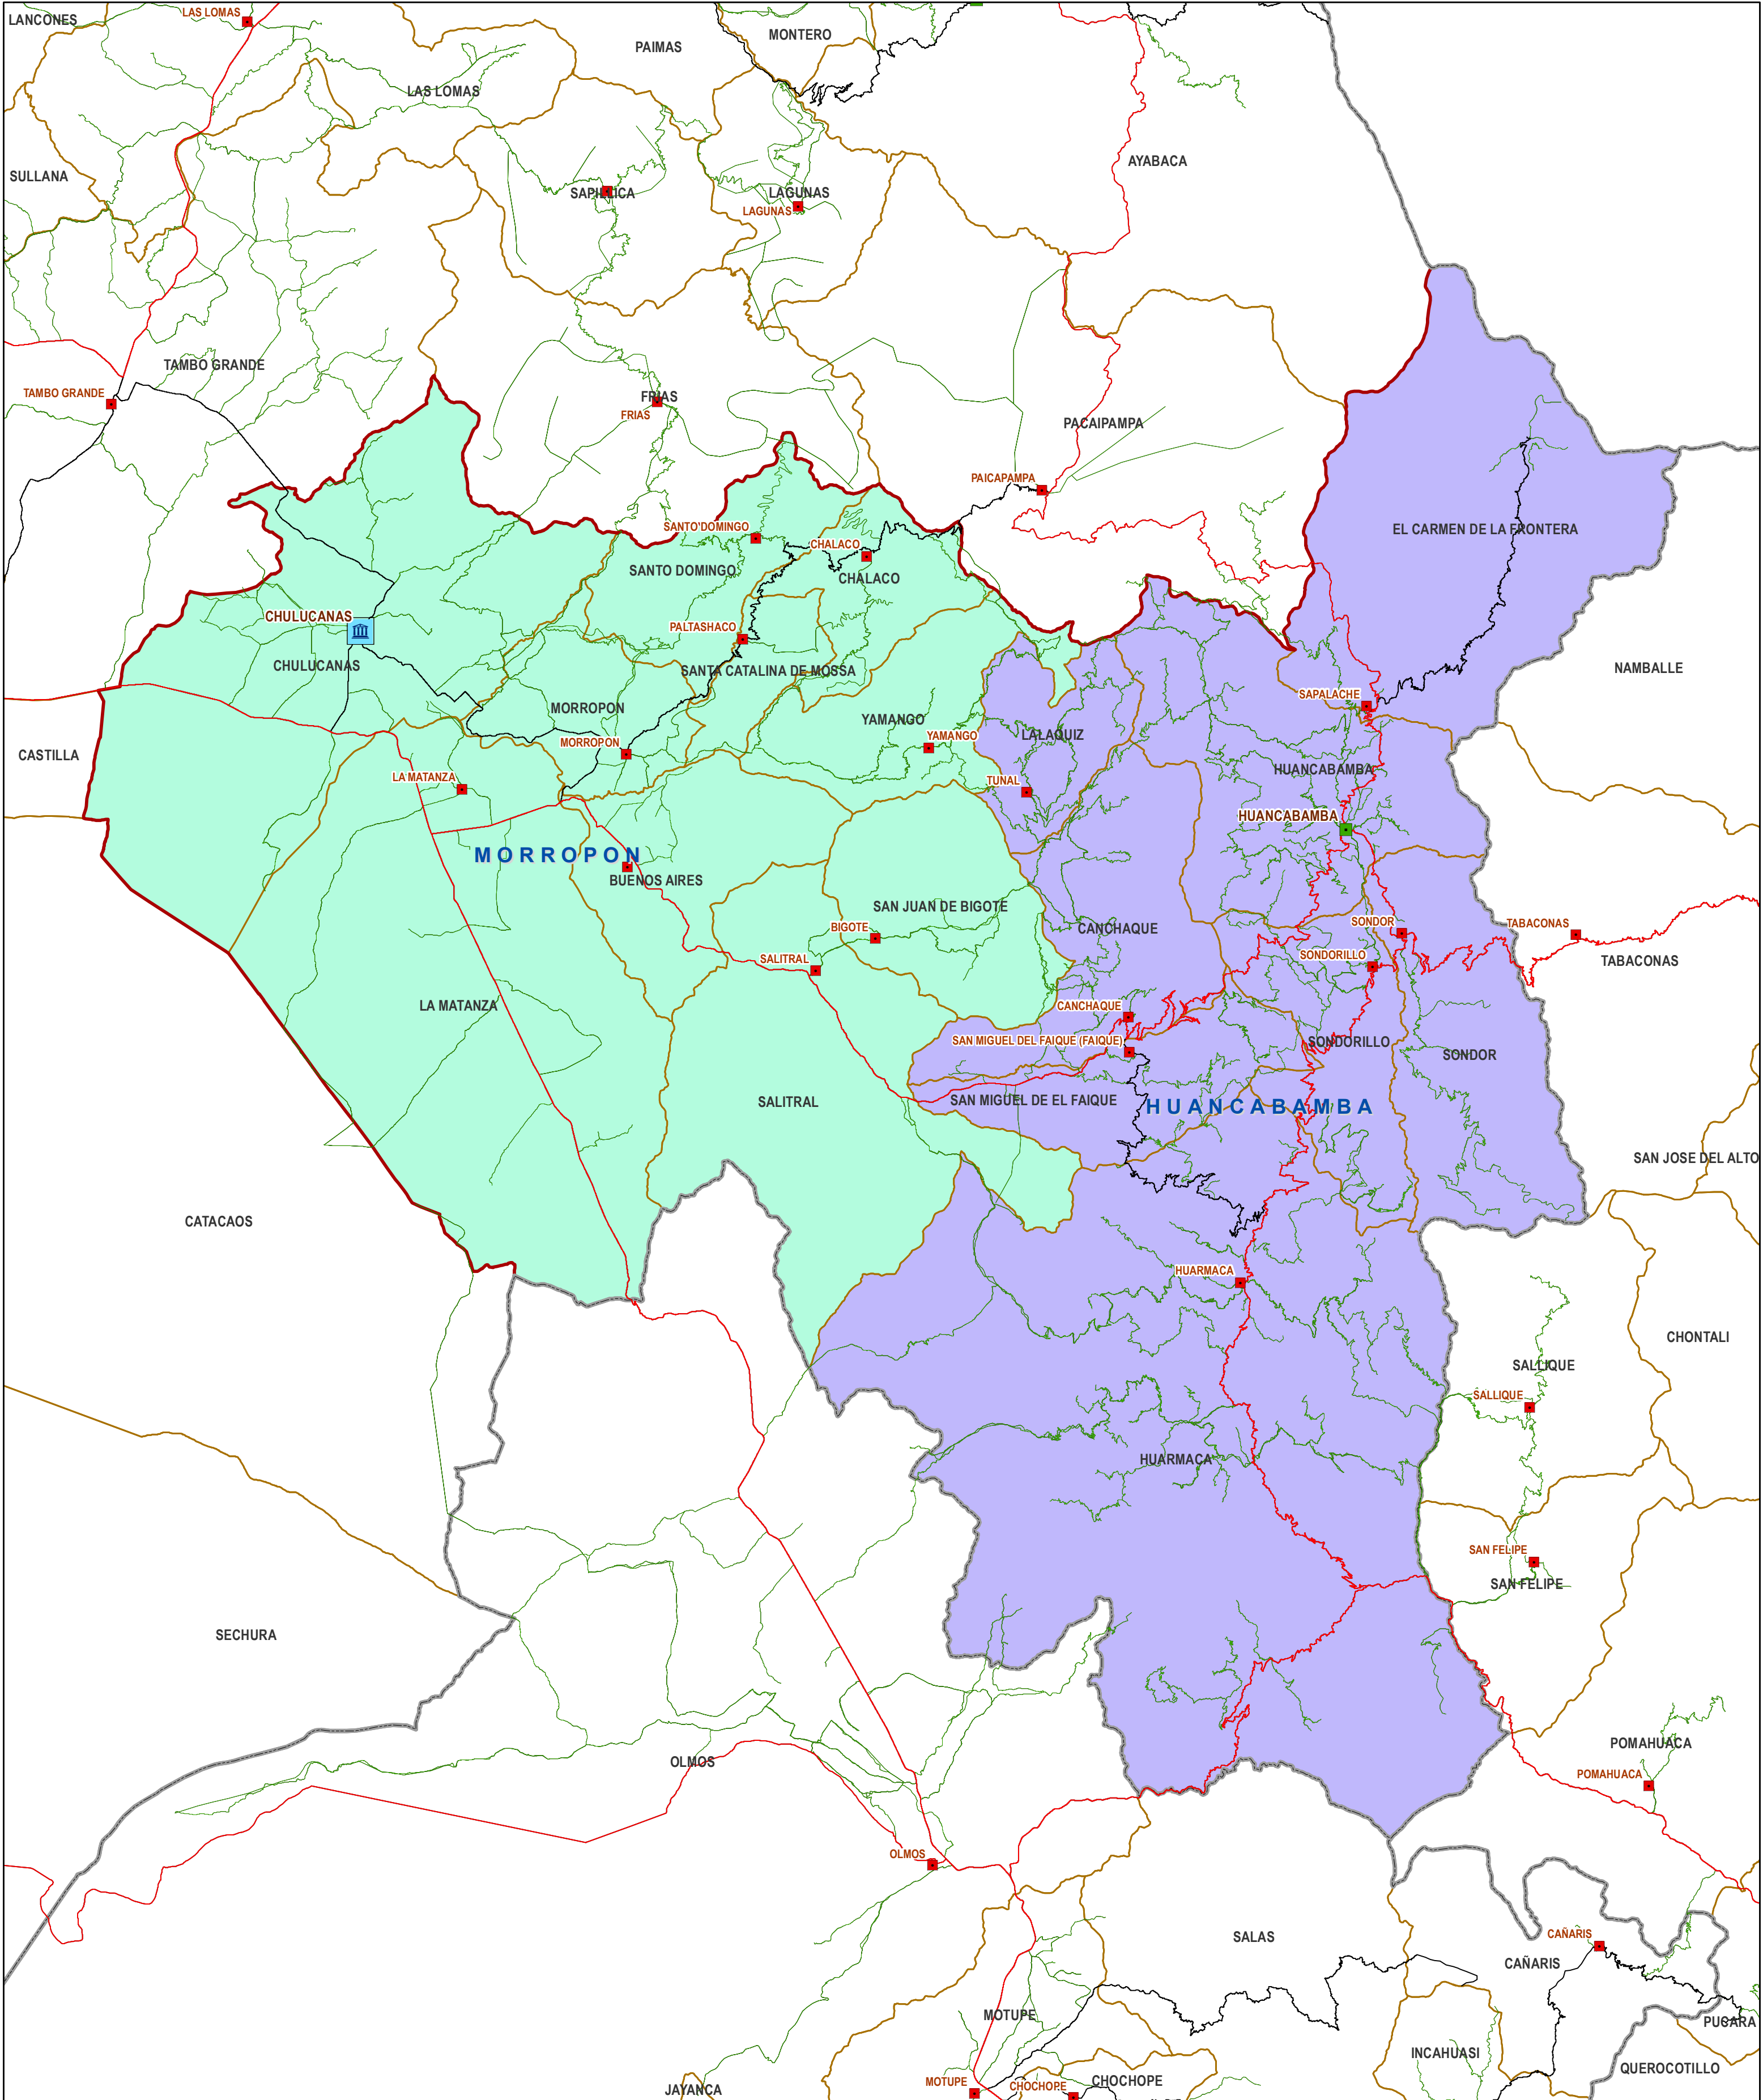 LANCONES
LAS LOMAS
PAIMAS
MONTERO
LAS LOMAS
SULLANA
AYABACA
SAPILLICA
LAGUNAS
LAGUNAS
TAMBO GRANDE
TAMBO GRANDE
FRIAS
FRIAS
PACAIPAMPA
PAICAPAMPA
SANTO DOMINGO
EL CARMEN DE LA FRONTERA
CHALACO
SANTO DOMINGO
CHALACO
CHULUCANAS
PALTASHACO
CHULUCANAS
SANTA CATALINA DE MOSSA
NAMBALLE
SAPALACHE
MORROPON
YAMANGO
LALAQUIZ
YAMANGO
MORROPON
CASTILLA
HUANCABAMBA
LA MATANZA
TUNAL
HUANCABAMBA
MORROPON
BUENOS AIRES
SAN JUAN DE BIGOTE
BIGOTE
CANCHAQUE
SONDOR
TABACONAS
SALITRAL
SONDORILLO
TABACONAS
LA MATANZA
CANCHAQUE
SAN MIGUEL DEL FAIQUE (FAIQUE)
SONDORILLO
SONDOR
SALITRAL
SAN MIGUEL DE EL FAIQUE
HUANCABAMBA
SAN JOSE DEL ALTO
CATACAOS
HUARMACA
CHONTALI
SALLIQUE
SALLIQUE
HUARMACA
SAN FELIPE
SAN FELIPE
SECHURA
POMAHUACA
OLMOS
POMAHUACA
OLMOS
SALAS
CAÑARIS
CAÑARIS
MOTUPE
PUCARA
INCAHUASI
QUEROCOTILLO
MOTUPE
CHOCHOPE
CHOCHOPE
JAYANCA